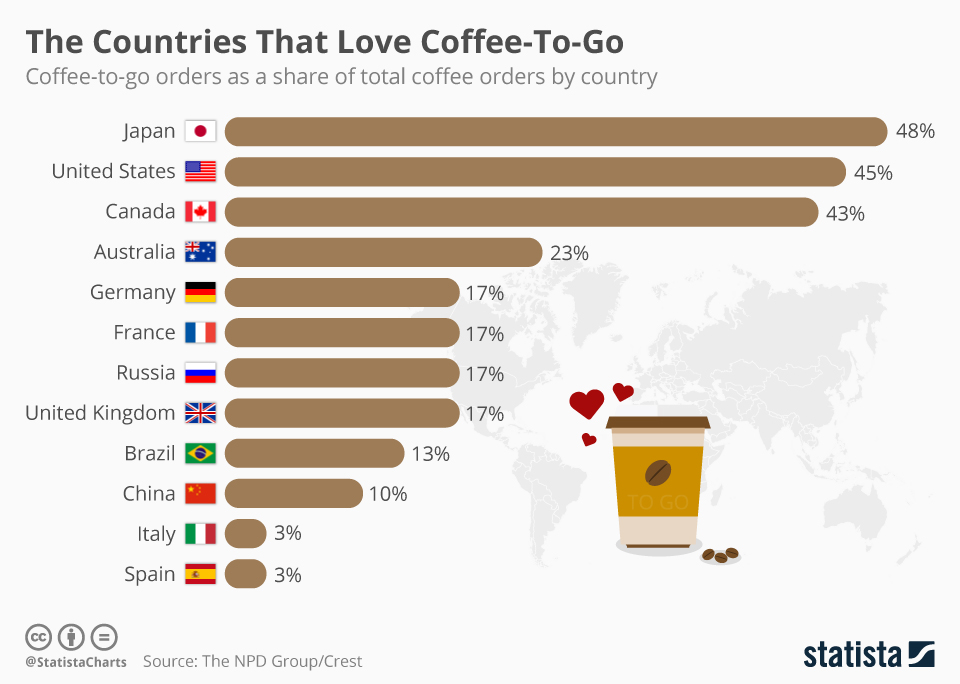 The Countries That Love Coffee-To-Go
Coffee-to-go orders as a share of total coffee orders by country
Japan 48%
United States 45%
Canada 43%
Australia 23%
Germany 17%
France 17%
Russia 17%
United Kingdom 17%
Brazil 13%
China 10%
Italy 3%
Spain 3%
TO GO
cc
@StatistaCharts Source: The NPD Group/Crest
statista